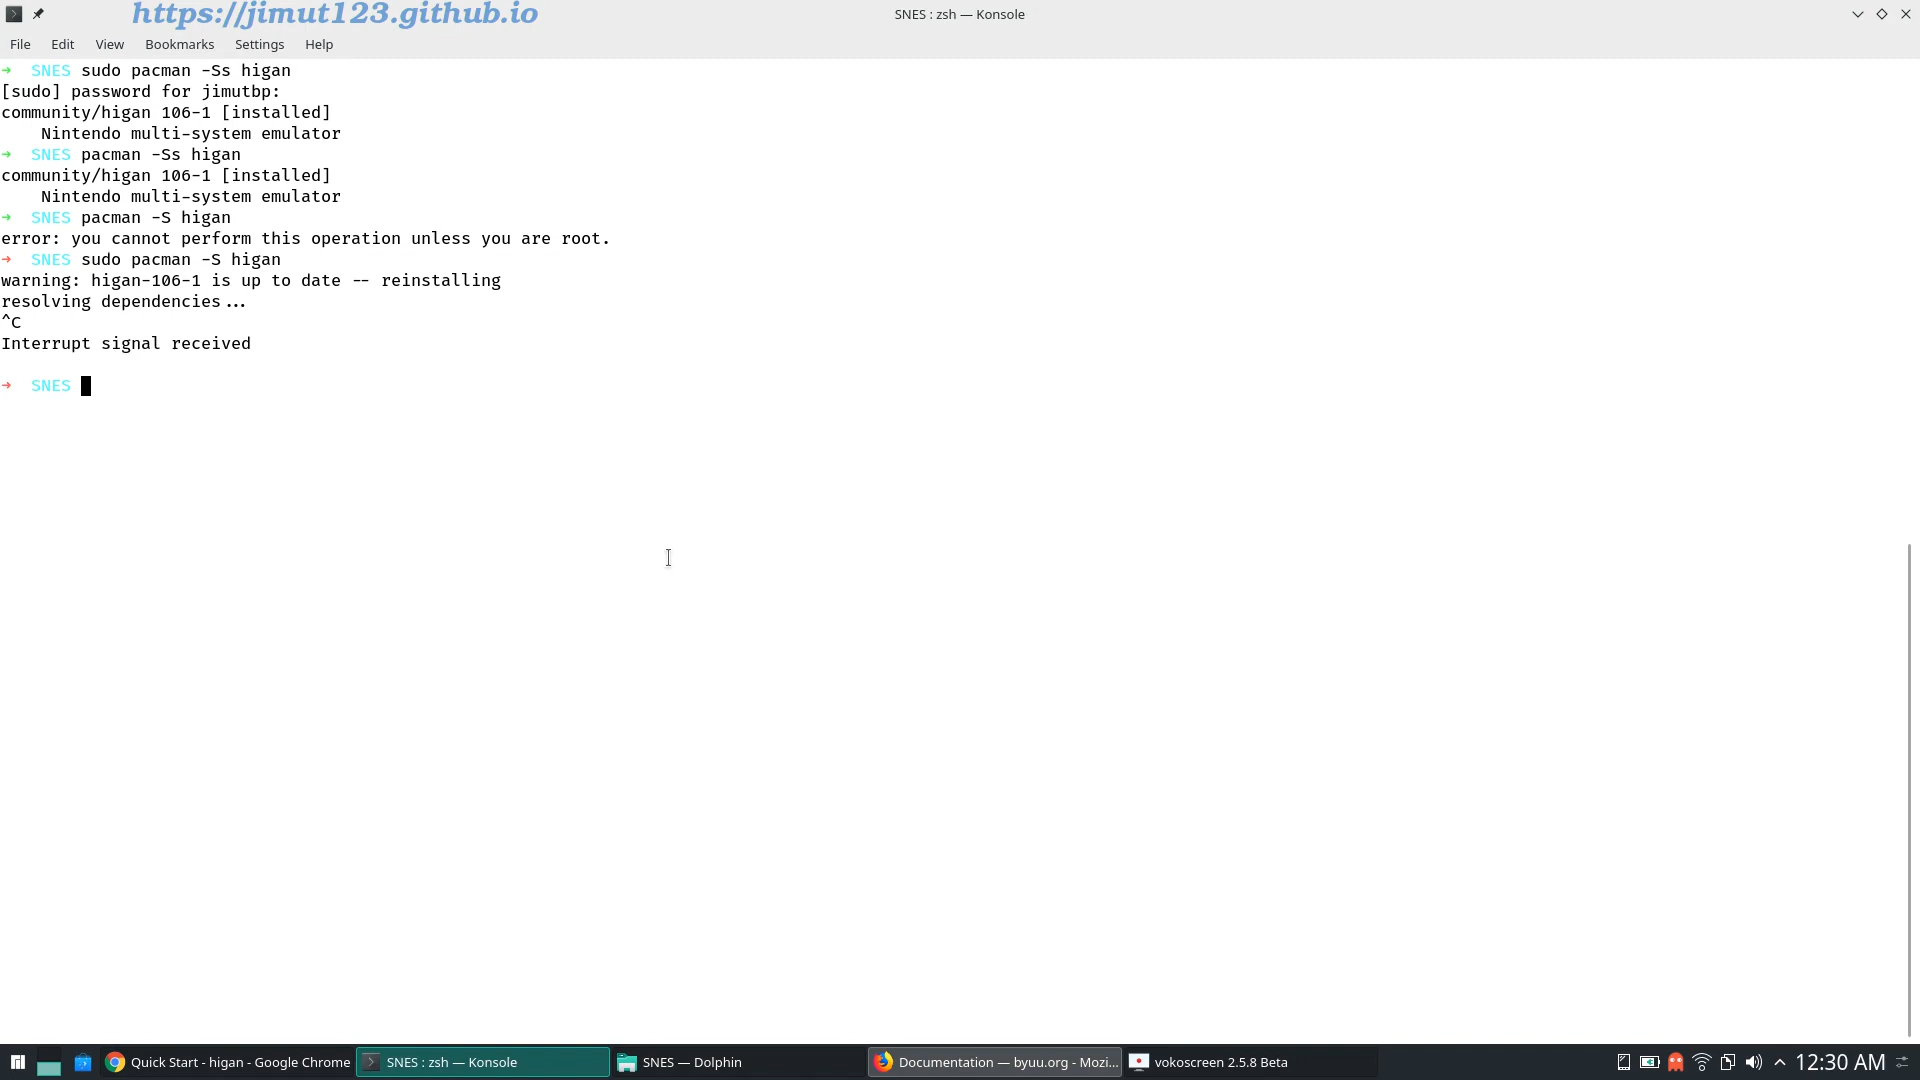 https://jimut123.github.io
SNES : zsh — Konsole
File Edit View Bookmarks Settings Help
➜ SNES sudo pacman -Ss higan
[sudo] password for jimutbp:
community/higan 106-1 [installed]
    Nintendo multi-system emulator
➜ SNES pacman -Ss higan
community/higan 106-1 [installed]
    Nintendo multi-system emulator
➜ SNES pacman -S higan
error: you cannot perform this operation unless you are root.
➜ SNES sudo pacman -S higan
warning: higan-106-1 is up to date -- reinstalling
resolving dependencies...
^C
Interrupt signal received
➜ SNES
Quick Start - higan - Google Chrome SNES : zsh — Konsole SNES — Dolphin Documentation — byuu.org - Mozi... vokoscreen 2.5.8 Beta 12:30 AM